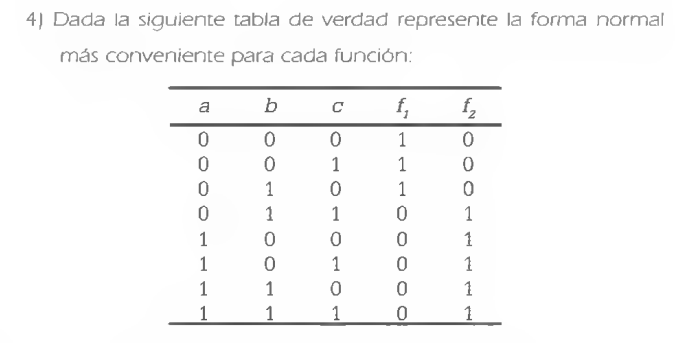 4) Dada la siguiente tabla de verdad represente la forma normal
más conveniente para cada función:
a b c f₁ f₂
0 0 0 1 0
0 0 1 1 0
0 1 0 1 0
0 1 1 0 1
1 0 0 0 1
1 0 1 0 1
1 1 0 0 1
1 1 1 0 1